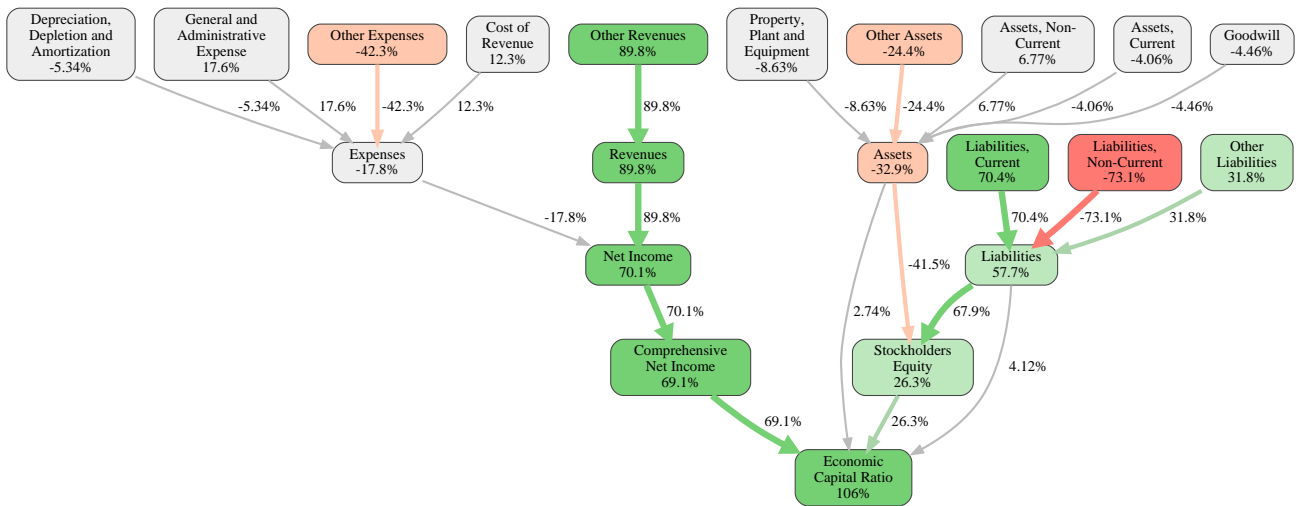 Depreciation,
Depletion and
Amortization
-5.34%
General and
Administrative
Expense
17.6%
Other Expenses
-42.3%
Cost of
Revenue
12.3%
Other Revenues
89.8%
Property,
Plant and
Equipment
-8.63%
Other Assets
-24.4%
Assets, Non-
Current
6.77%
Assets,
Current
-4.06%
Goodwill
-4.46%
-5.34%
17.6%
-42.3%
12.3%
89.8%
-8.63%
-24.4%
6.77%
-4.06%
-4.46%
Expenses
-17.8%
Revenues
89.8%
Assets
-32.9%
Liabilities,
Current
70.4%
Liabilities,
Non-Current
-73.1%
Other
Liabilities
31.8%
-17.8%
89.8%
70.4%
-73.1%
31.8%
Net Income
70.1%
-41.5%
Liabilities
57.7%
70.1%
2.74%
67.9%
Comprehensive
Net Income
69.1%
Stockholders
Equity
26.3%
4.12%
69.1%
26.3%
Economic
Capital Ratio
106%